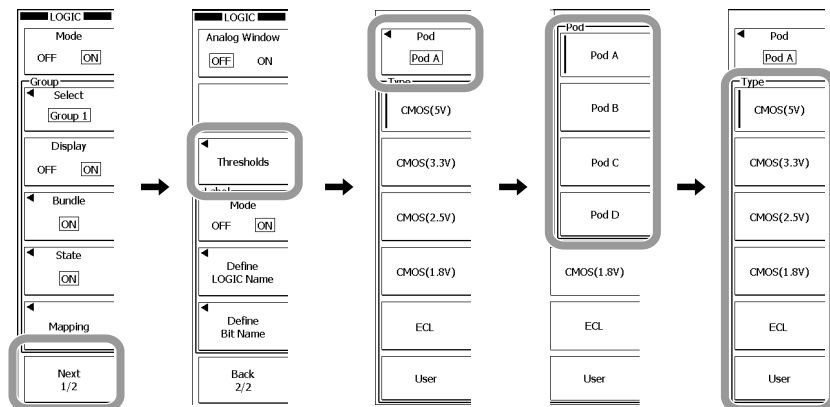 LOGIC
Mode
OFF ON
Group
Select
Group 1
Display
OFF ON
Bundle
ON
State
ON
Mapping
Next
1/2
LOGIC
Analog Window
OFF ON
Thresholds
Label
Mode
OFF ON
Define
LOGIC Name
Define
Bit Name
Back
2/2
Pod
Pod A
Type
CMOS(5V)
CMOS(3.3V)
CMOS(2.5V)
CMOS(1.8V)
ECL
User
Pod
Pod A
Pod B
Pod C
Pod D
CMOS(1.8V)
ECL
User
Pod
Pod A
Type
CMOS(5V)
CMOS(3.3V)
CMOS(2.5V)
CMOS(1.8V)
ECL
User